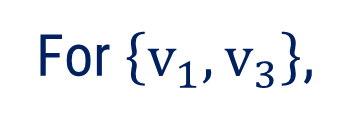 For {v₁, v₃},